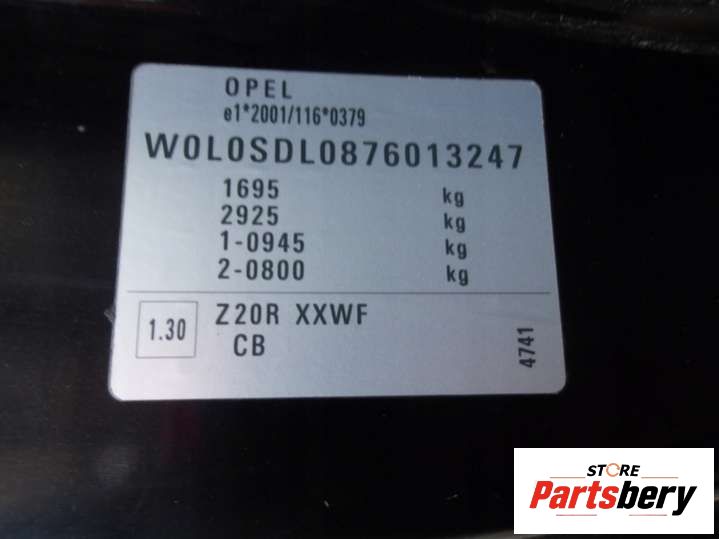 OPEL
e1*2001/116*0379
W0L0SDL0876013247
1695 kg
2925 kg
1-0945 kg
2-0800 kg
1.30 Z20R XXWF
CB 4741
STORE
Partsbery